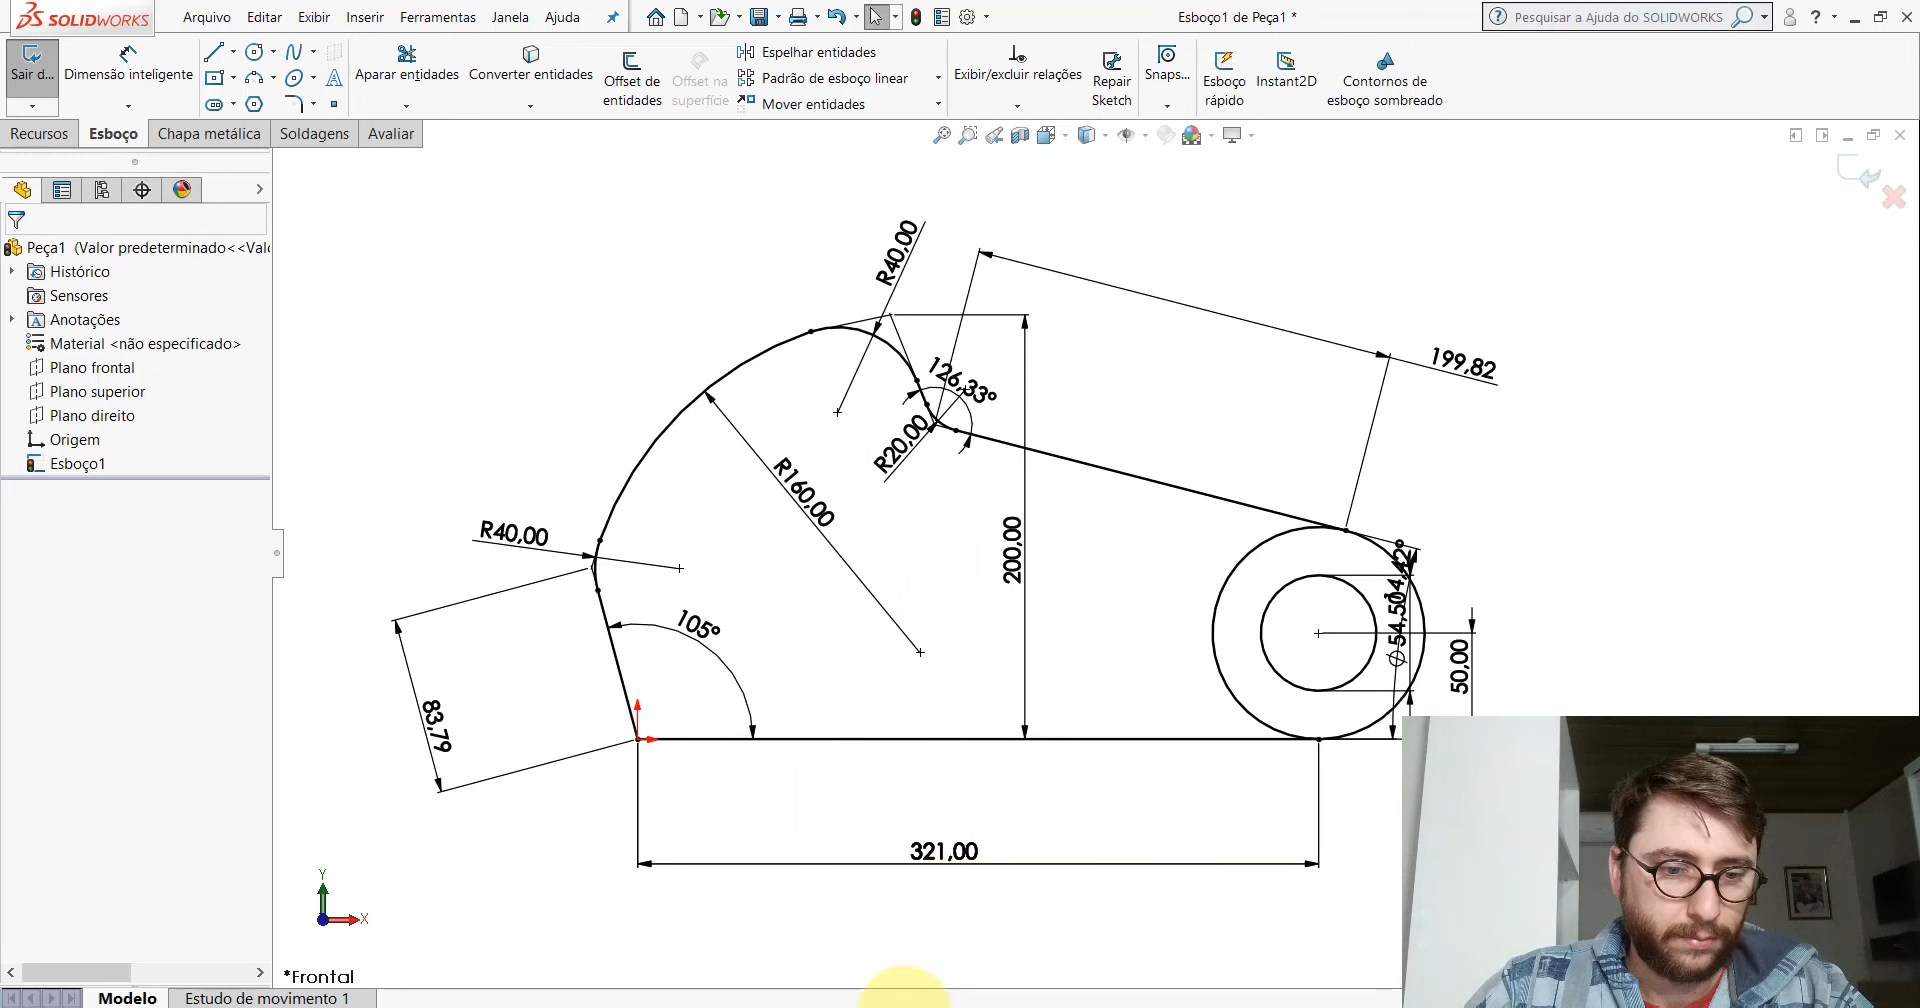 SOLIDWORKS
Arquivo Editar Exibir Inserir Ferramentas Janela Ajuda
Esboço1 de Peça1 *
Pesquisar a Ajuda do SOLIDWORKS
Sair d...
Dimensão inteligente
Aparar entidades
Converter entidades
Offset de entidades
Offset na superfície
Espelhar entidades
Padrão de esboço linear
Mover entidades
Exibir/excluir relações
Repair Sketch
Snaps...
Esboço rápido
Instant2D
Contornos de esboço sombreado
Recursos Esboço Chapa metálica Soldagens Avaliar
Peça1 (Valor predeterminado<<Val
Histórico
Sensores
Anotações
Material <não especificado>
Plano frontal
Plano superior
Plano direito
Origem
Esboço1
R40,00
199,82
126,33°
R20,00
R160,00
200,00
R40,00
105°
14,42°
Ø 54,50
50,00
83,79
321,00
Y
X
*Frontal
Modelo Estudo de movimento 1